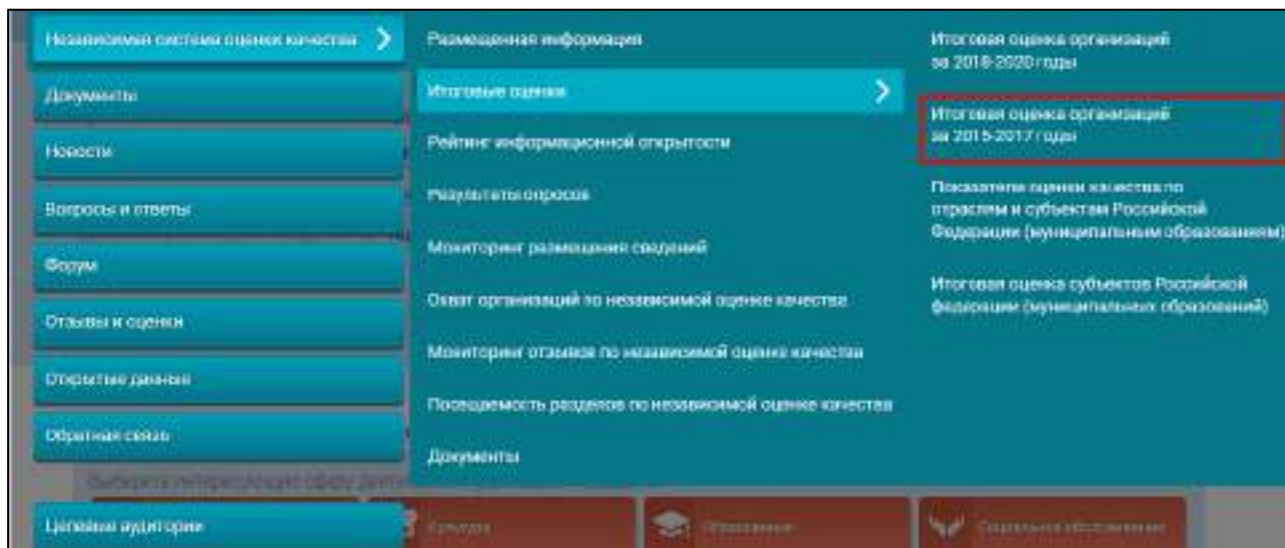 Независимая система оценки качества
Документы
Новости
Вопросы и ответы
Форум
Отзывы и оценки
Открытые данные
Обратная связь
Целевые аудитории
Размещенная информация
Итоговые оценки
Рейтинг информационной открытости
Результаты опросов
Мониторинг размещения сведений
Охват организаций по независимой оценке качества
Мониторинг отзывов по независимой оценке качества
Посещаемость разделов по независимой оценке качества
Документы
Итоговая оценка организаций
за 2018-2020 годы
Итоговая оценка организаций
за 2015-2017 годы
Показатели оценки качества по
отраслям и субъектам Российской
Федерации (муниципальным образованиям)
Итоговая оценка субъектов Российской
Федерации (муниципальных образований)
Выберите интересующую сферу
Культура
Образование
Социальное обслуживание